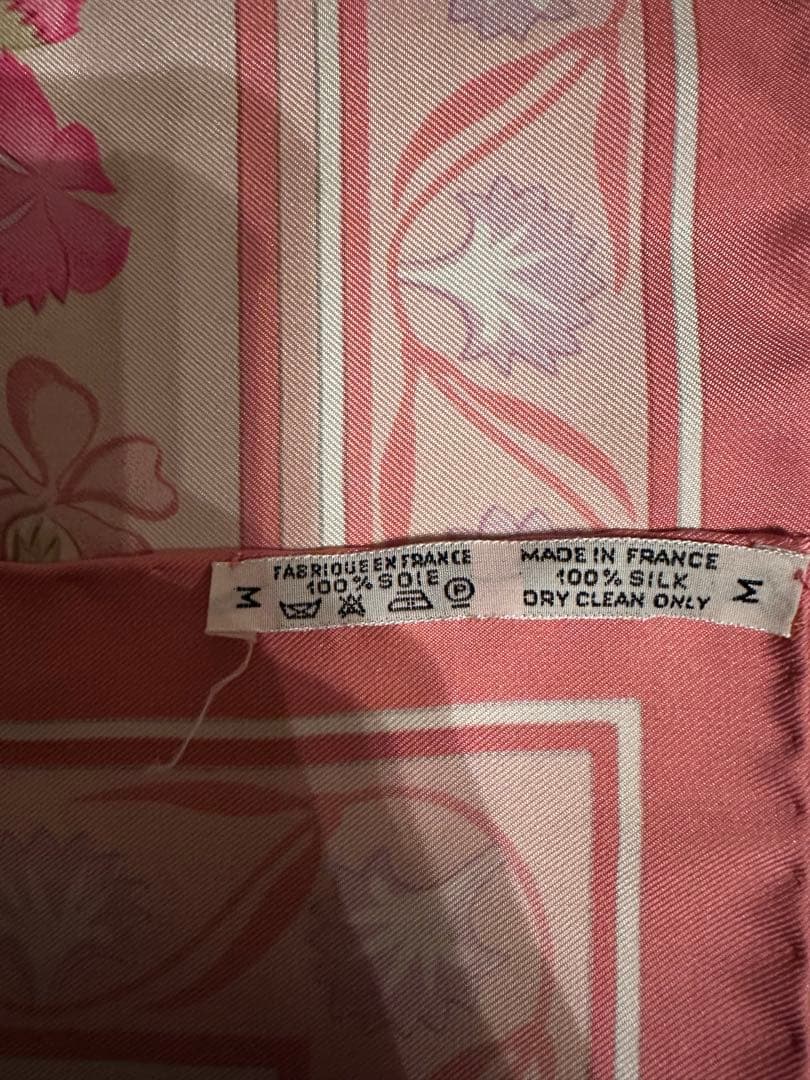 M
FABRIQUE EN FRANCE
100% SOIE
P
MADE IN FRANCE
100% SILK
DRY CLEAN ONLY
M